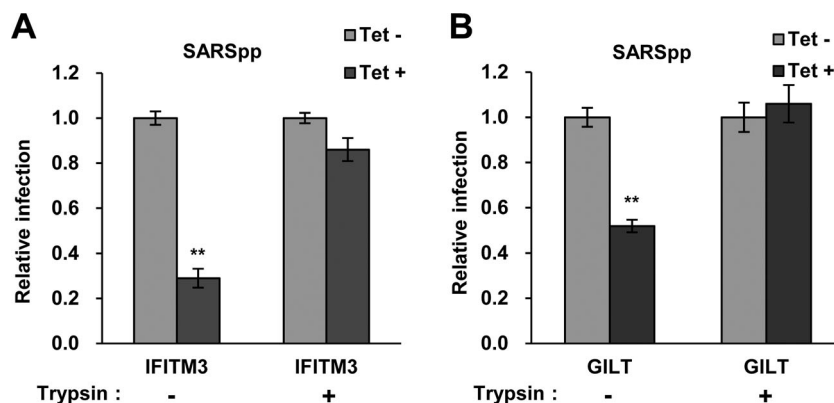 A
SARSpp
Tet -
Tet +
Relative infection
1.2
1.0
0.8
0.6
0.4
0.2
0.0
**
IFITM3 IFITM3
Trypsin : - +
B
SARSpp
Tet -
Tet +
Relative infection
1.2
1.0
0.8
0.6
0.4
0.2
0.0
**
GILT GILT
Trypsin : - +